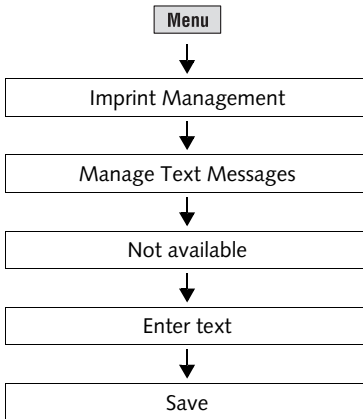 Menu
Imprint Management
Manage Text Messages
Not available
Enter text
Save